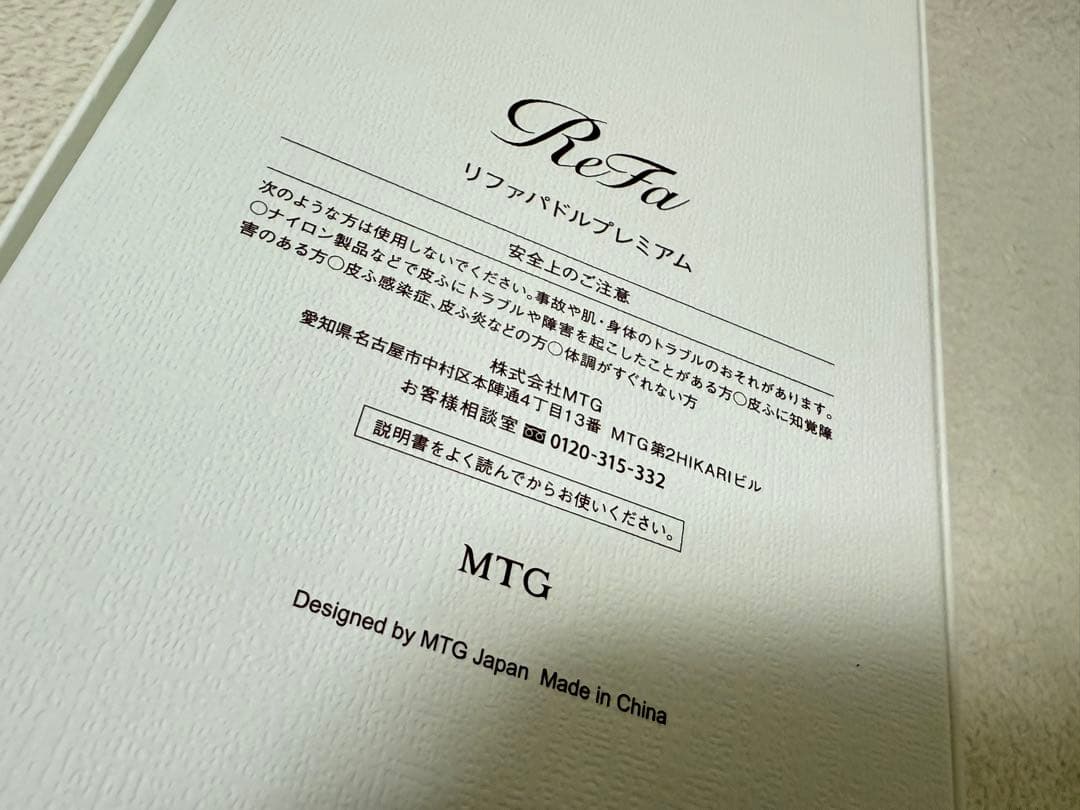 ReFa
リファパドルプレミアム
安全上のご注意
次のような方は使用しないでください。事故や肌・身体のトラブルのおそれがあります。
○ナイロン製品などで皮ふにトラブルや障害を起こしたことがある方○皮ふに知覚障
害のある方○皮ふ感染症、皮ふ炎などの方○体調がすぐれない方
株式会社MTG
愛知県名古屋市中村区本陣通4丁目13番 MTG第2HIKARIビル
お客様相談室 0120-315-332
説明書をよく読んでからお使いください。
MTG
Designed by MTG Japan Made in China